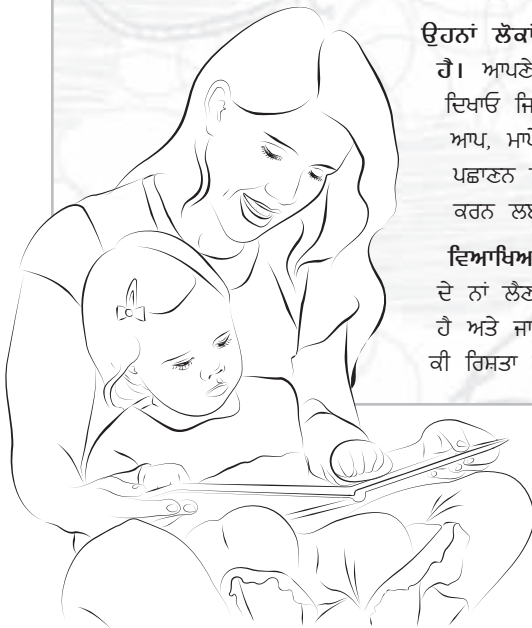 ਉਹਨਾਂ ਲੋਕਾਂ
ਹੈ। ਆਪਣੇ
ਦਿਖਾਓ ਜਿ
ਆਪ, ਮਾਪੇ
ਪਛਾਣਨ
ਕਰਨ ਲਈ
ਵਿਆਖਿਆ
ਦੇ ਨਾਂ ਲੈਣ
ਹੈ ਅਤੇ ਜਾ
ਕੀ ਰਿਸ਼ਤਾ